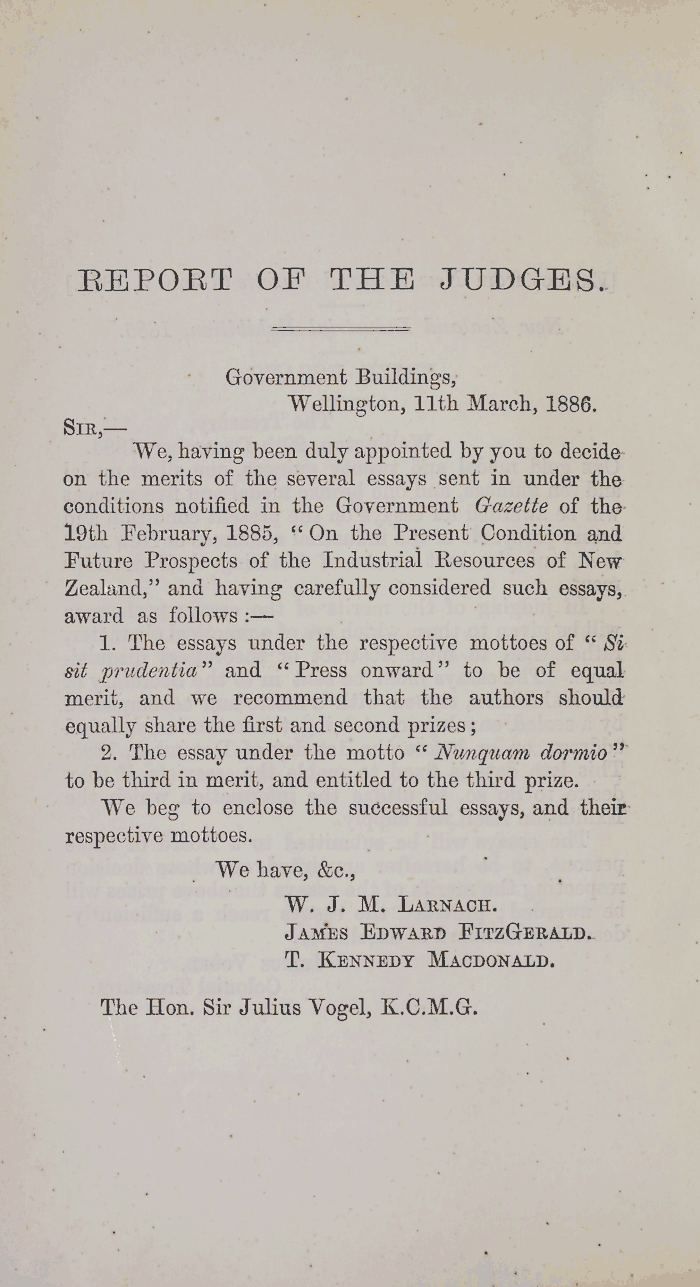 REPORT OF THE JUDGES.
Government Buildings,
Wellington, 11th March, 1886.
SIR,—
We, having been duly appointed by you to decide
on the merits of the several essays sent in under the
conditions notified in the Government Gazette of the
19th February, 1885, “On the Present Condition and
Future Prospects of the Industrial Resources of New
Zealand,” and having carefully considered such essays,
award as follows :—
1. The essays under the respective mottoes of “Si
sit prudentia” and “Press onward” to be of equal
merit, and we recommend that the authors should
equally share the first and second prizes;
2. The essay under the motto “Nunquam dormio”
to be third in merit, and entitled to the third prize.
We beg to enclose the successful essays, and their
respective mottoes.
We have, &c.,
W. J. M. LARNACH.
JAMES EDWARD FITZGERALD.
T. KENNEDY MACDONALD.
The Hon. Sir Julius Vogel, K.C.M.G.